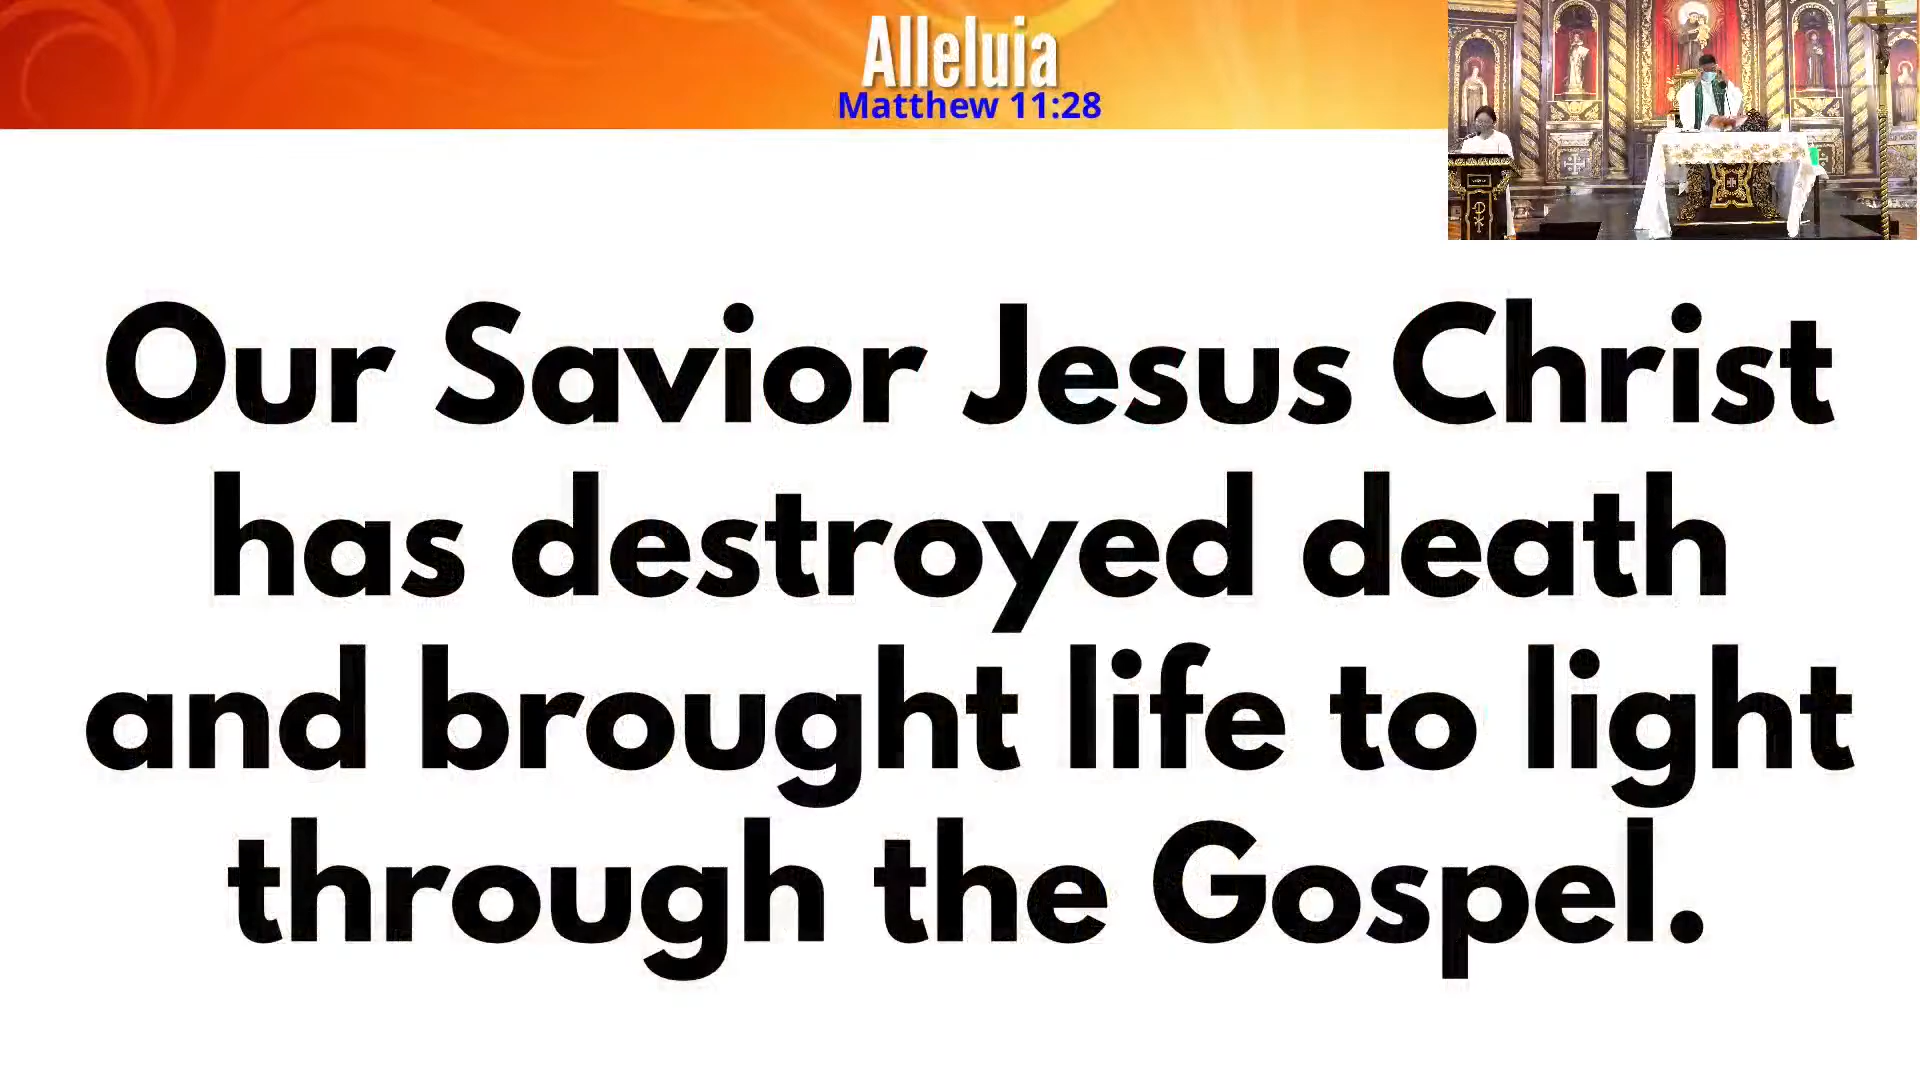 Alleluia
Matthew 11:28
Our Savior Jesus Christ
has destroyed death
and brought life to light
through the Gospel.